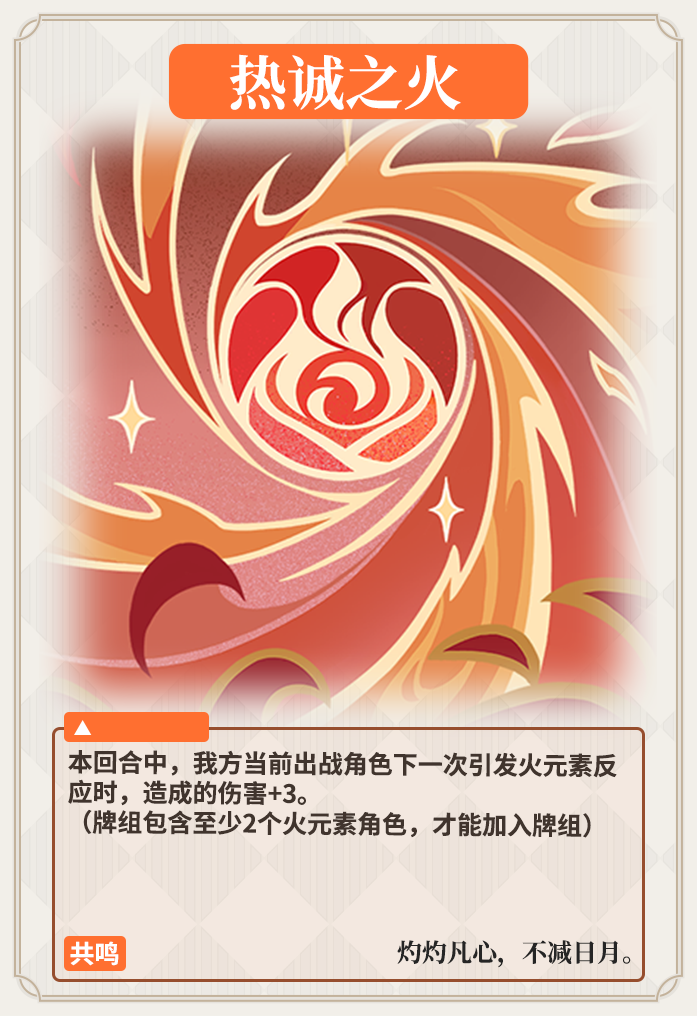 热诚之火
本回合中，我方当前出战角色下一次引发火元素反
应时，造成的伤害+3。
（牌组包含至少2个火元素角色，才能加入牌组）
共鸣
灼灼凡心，不减日月。